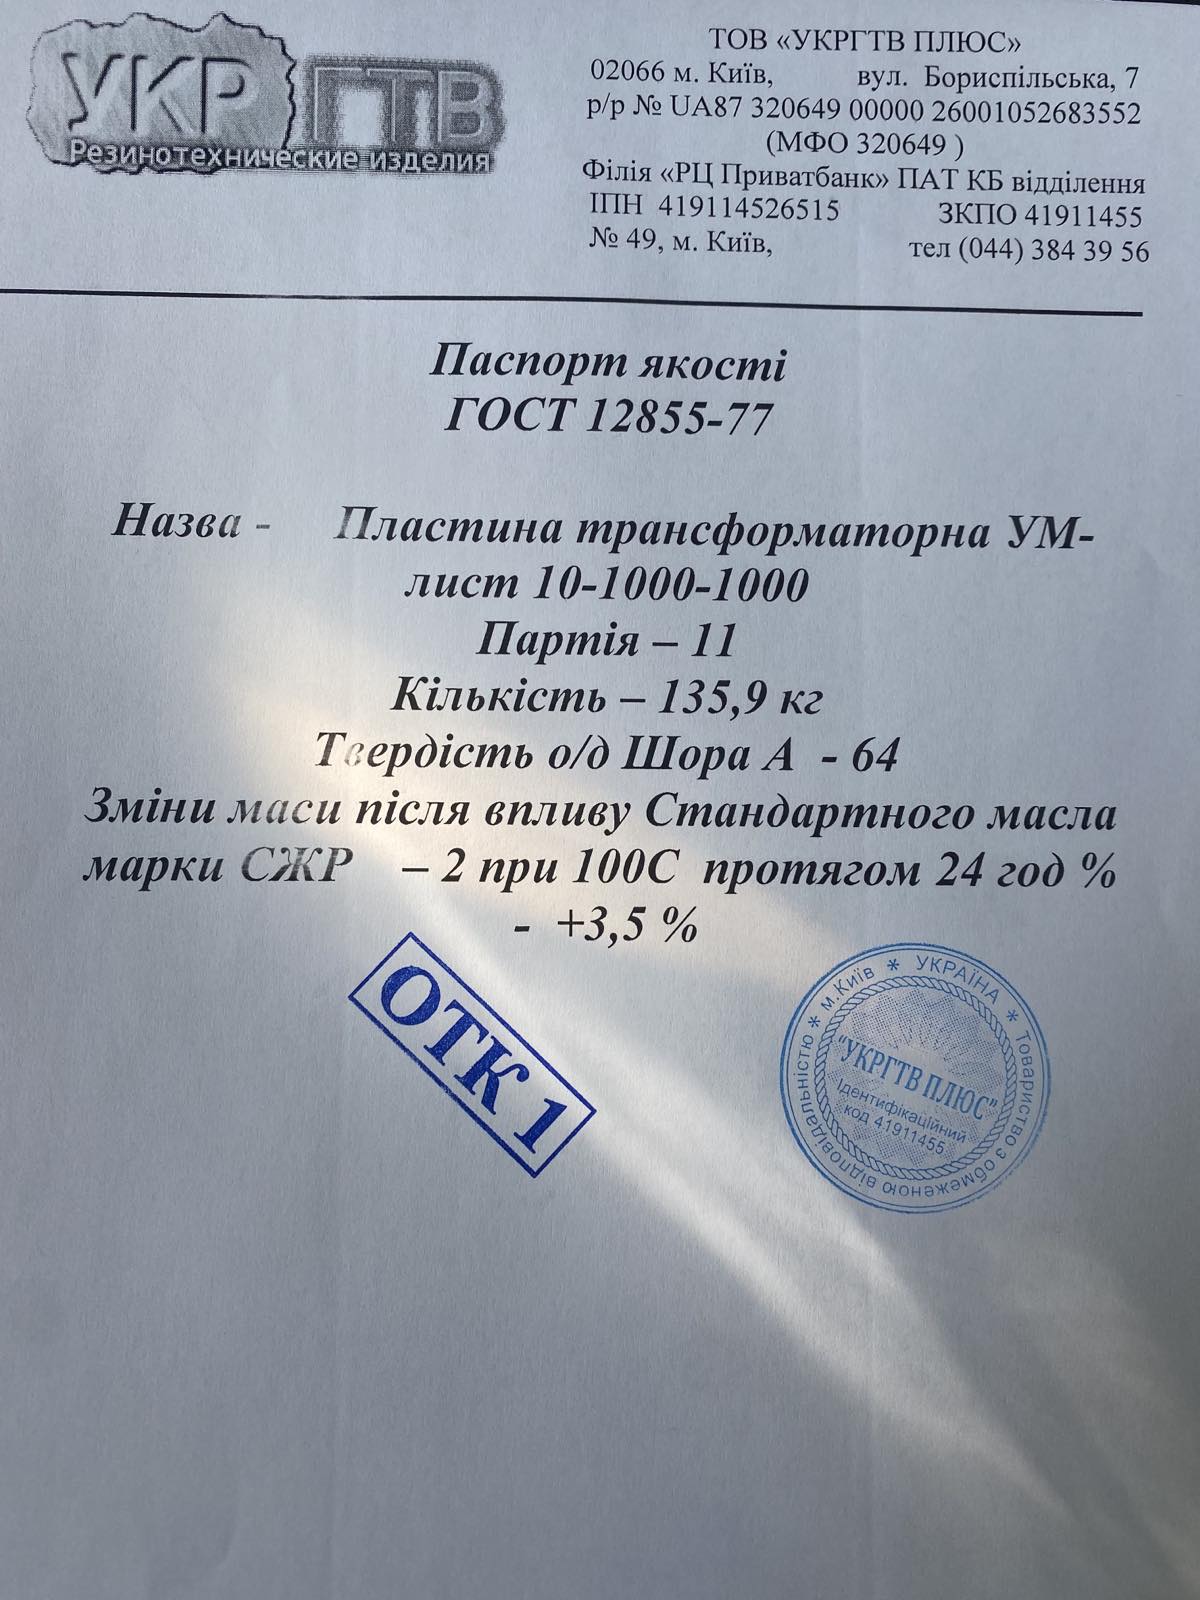 УКР ГТВ
Резинотехнические изделия
ТОВ «УКРГТВ ПЛЮС»
02066 м. Київ, вул. Бориспільська, 7
р/р № UA87 320649 00000 26001052683552
(МФО 320649 )
Філія «РЦ Приватбанк» ПАТ КБ відділення
ІПН 419114526515 ЗКПО 41911455
№ 49, м. Київ, тел (044) 384 39 56
Паспорт якості
ГОСТ 12855-77
Назва - Пластина трансформаторна УМ-
лист 10-1000-1000
Партія – 11
Кількість – 135,9 кг
Твердість о/д Шора А - 64
Зміни маси після впливу Стандартного масла
марки СЖР – 2 при 100С протягом 24 год %
- +3,5 %
ОТК 1
м.Київ * УКРАЇНА *
Товариство з обмеженою відповідальністю *
"УКРГТВ ПЛЮС"
Ідентифікаційний
код 41911455